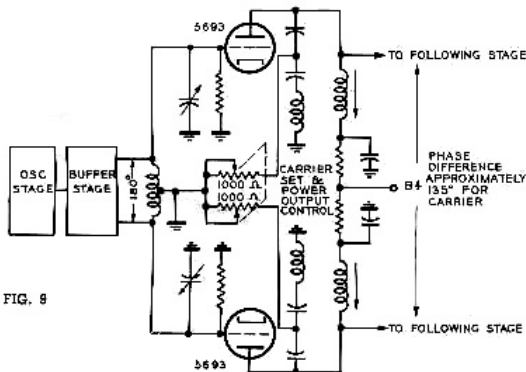 5693
TO FOLLOWING STAGE
OSC
STAGE
BUFFER
STAGE
180°
1000 Ω
1000 Ω
CARRIER
SET &
POWER
OUTPUT
CONTROL
B+
PHASE
DIFFERENCE
APPROXIMATELY
135° FOR
CARRIER
FIG. 9
5693
TO FOLLOWING STAGE